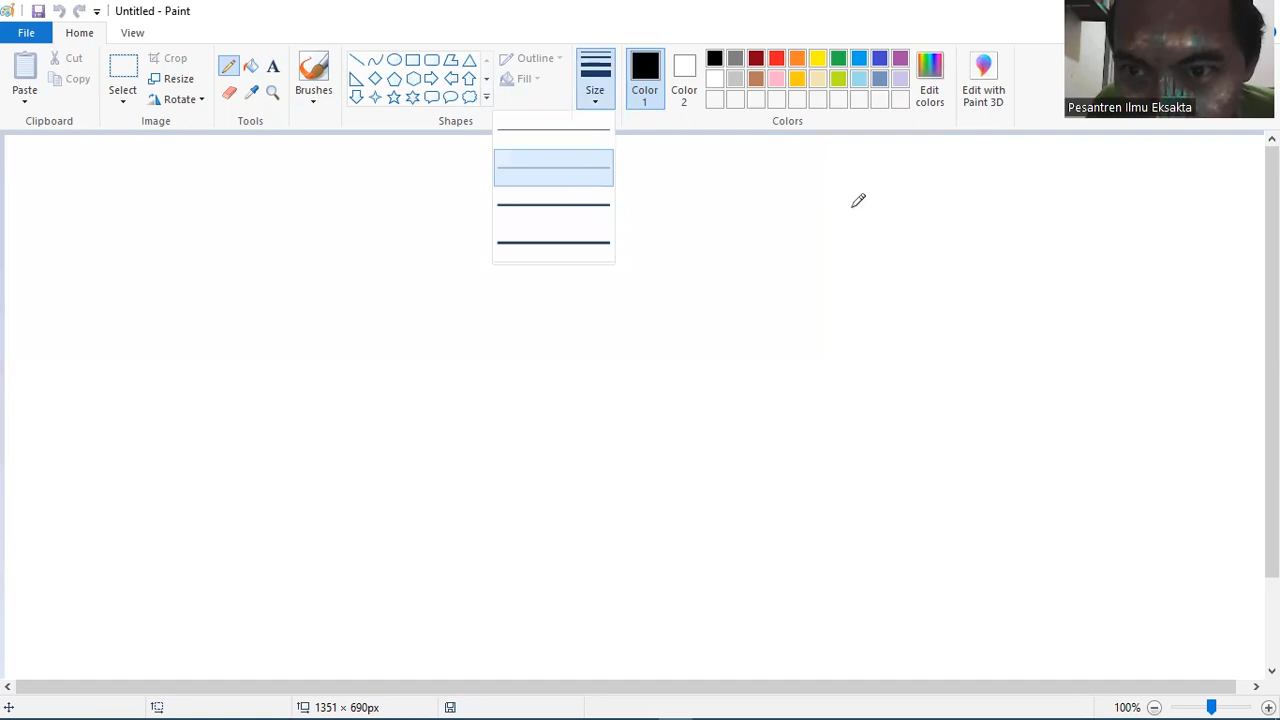 Untitled - Paint
File
Home
View
Paste
Cut
Copy
Clipboard
Select
Crop
Resize
Rotate
Image
A
Tools
Brushes
Shapes
Outline
Fill
Size
Color
1
Color
2
Colors
Edit
colors
Edit with
Paint 3D
Pesantren Ilmu Eksakta
1351 × 690px
100%